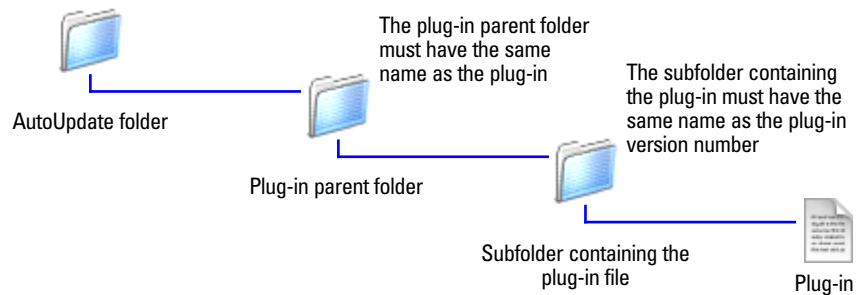 The plug-in parent folder
must have the same
name as the plug-in
The subfolder containing
the plug-in must have the
same name as the plug-in
version number
AutoUpdate folder
Plug-in parent folder
Subfolder containing the
plug-in file
Plug-in